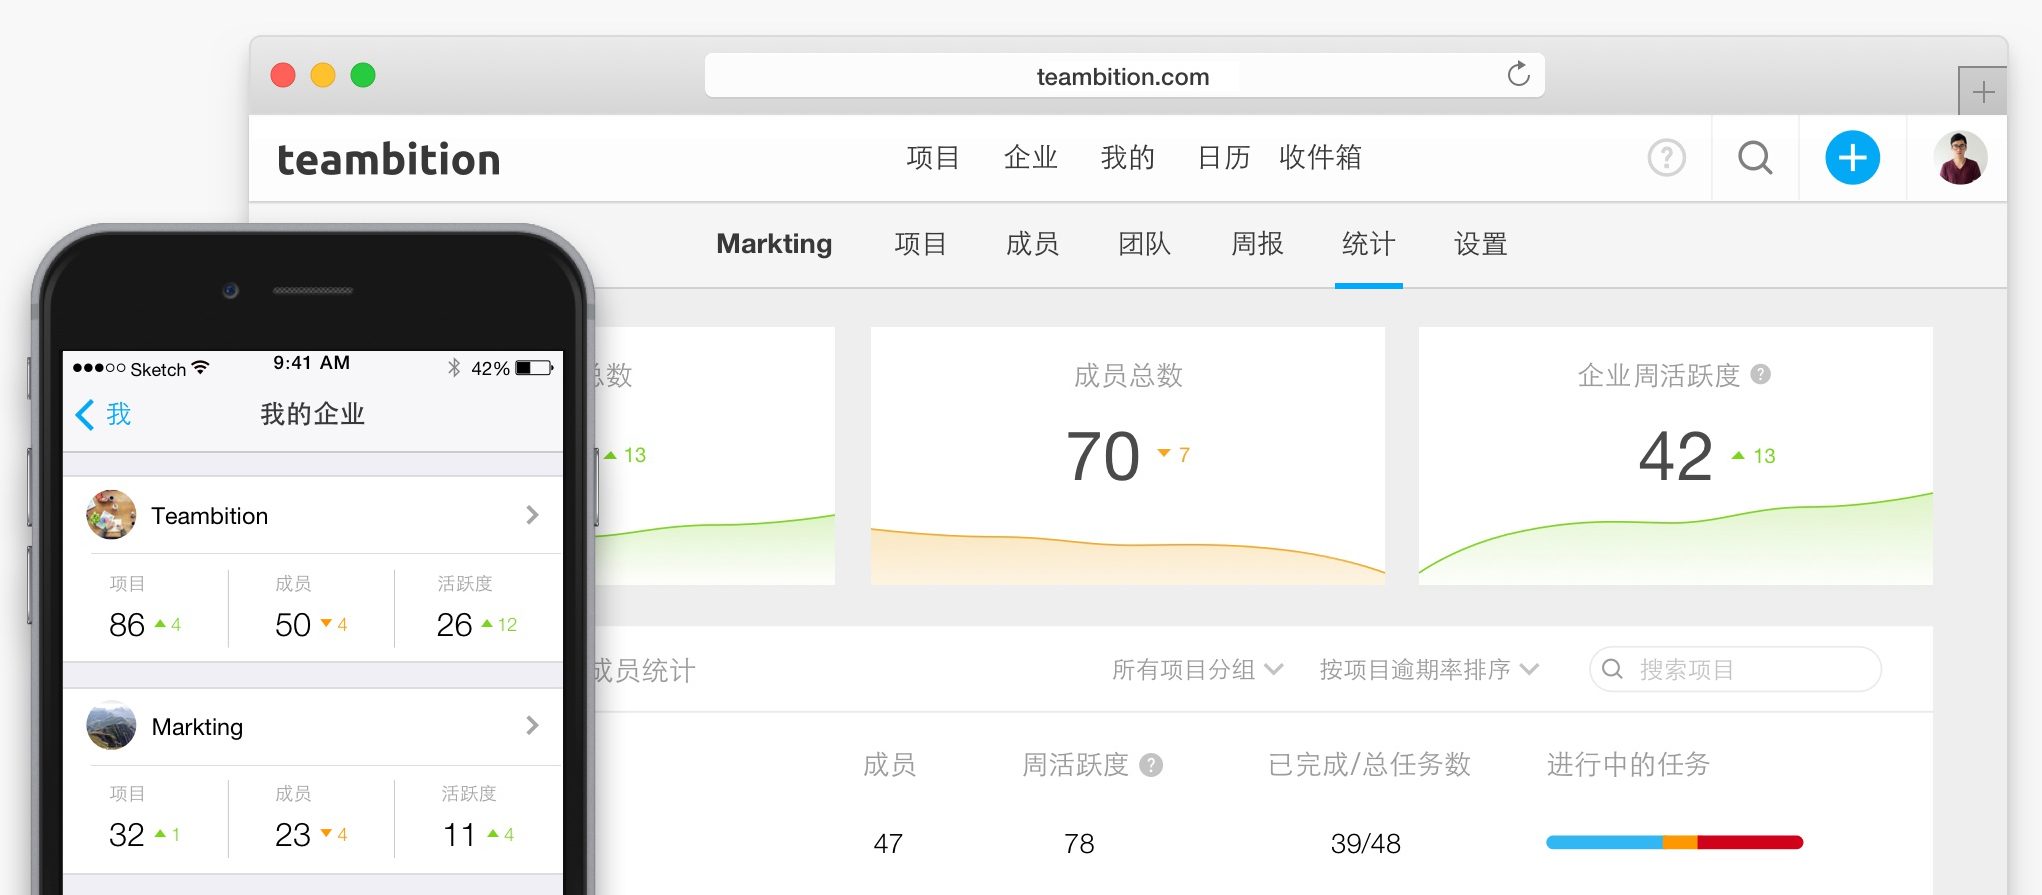 teambition.com
teambition 项目 企业 我的 日历 收件箱
Markting 项目 成员 团队 周报 统计 设置
总数
13
成员总数
70 7
企业周活跃度 ?
42 13
成员统计 所有项目分组 按项目逾期率排序 搜索项目
成员 周活跃度 ? 已完成/总任务数 进行中的任务
47 78 39/48
Sketch 9:41 AM 42%
我 我的企业
Teambition
项目 成员 活跃度
86 4 50 4 26 12
Markting
项目 成员 活跃度
32 1 23 4 11 4